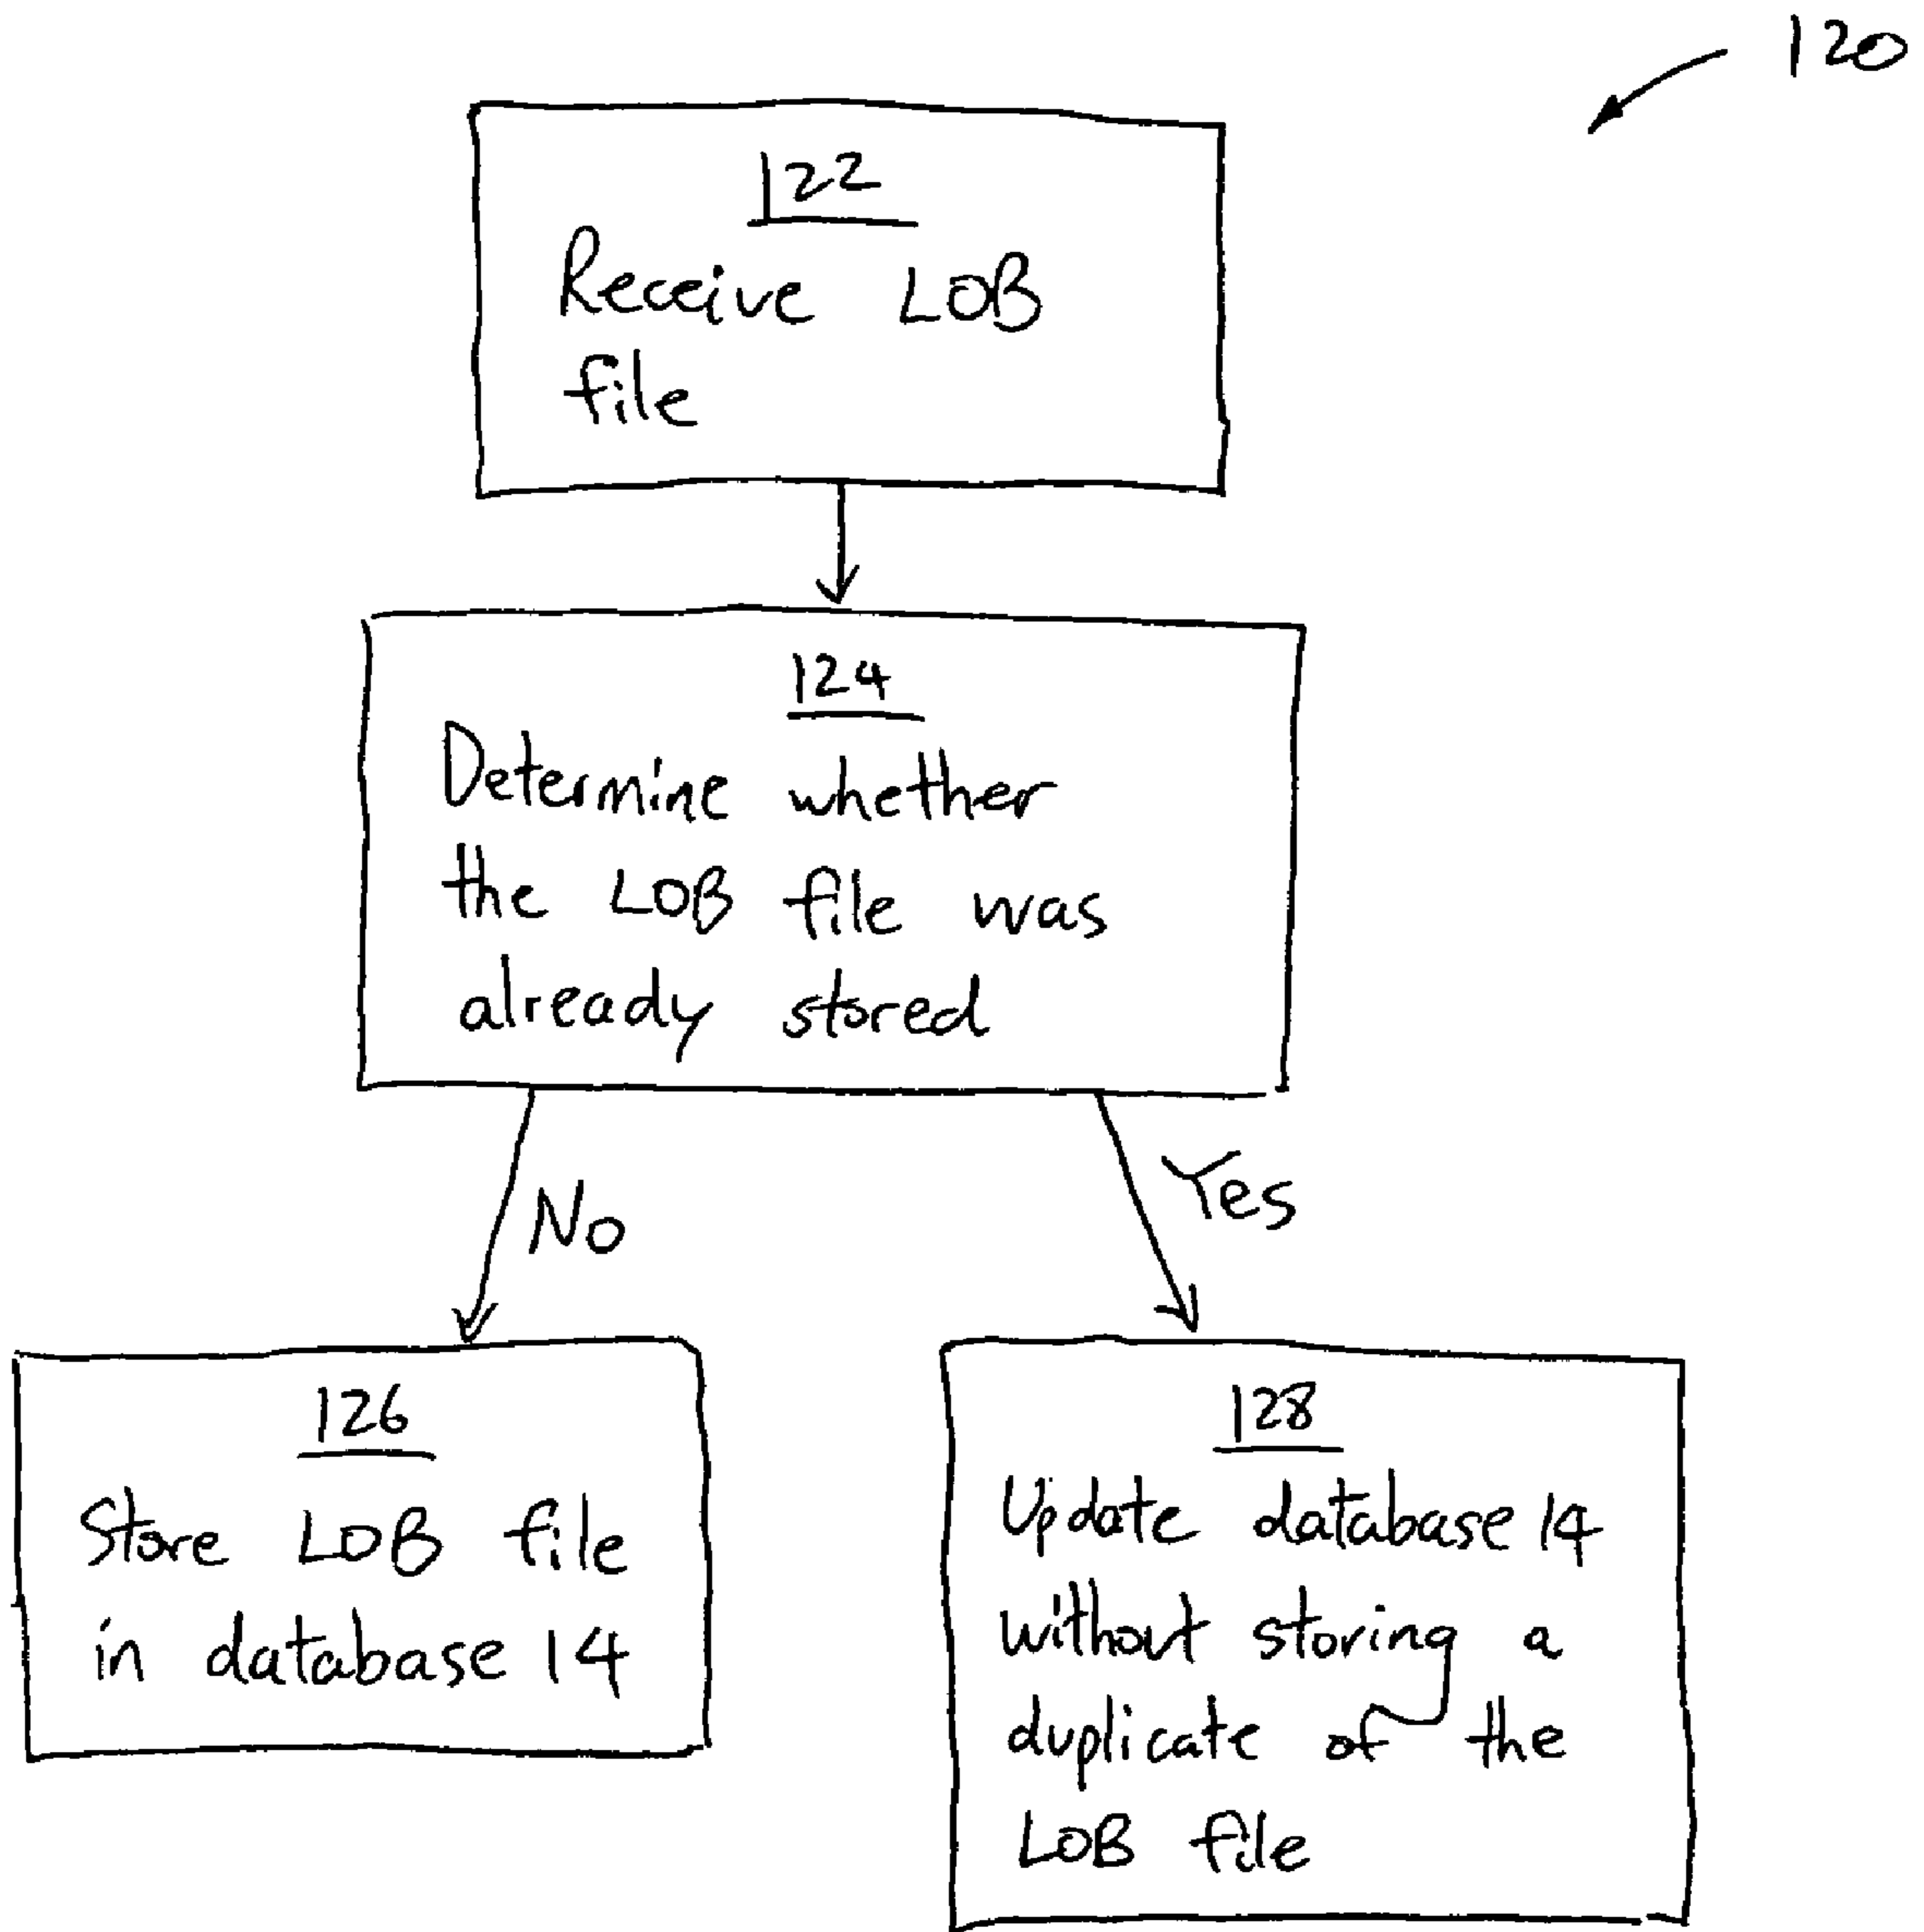 120
122
Receive LOB
file
124
Determine whether
the LOB file was
already stored
No
Yes
126
Store LOB file
in database 14
128
Update database 14
without storing a
duplicate of the
LOB file